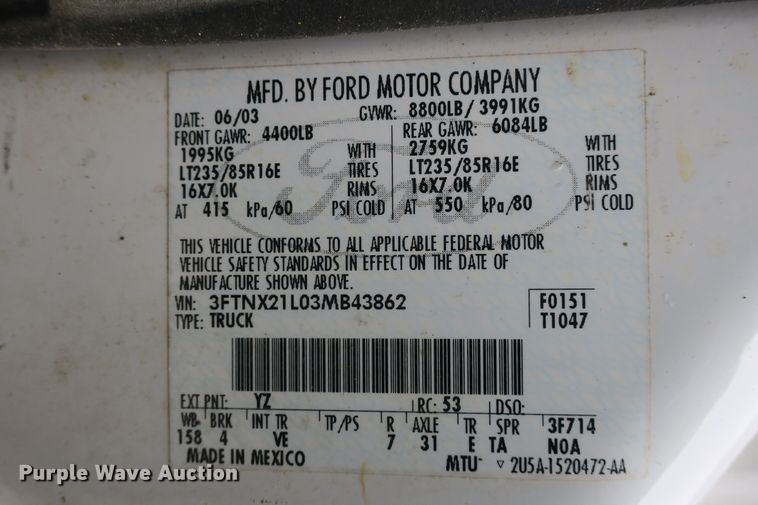 MFD. BY FORD MOTOR COMPANY
DATE: 06/03 GVWR: 8800LB / 3991KG
FRONT GAWR: 4400LB REAR GAWR: 6084LB
1995KG WITH 2759KG WITH
LT235/85R16E TIRES LT235/85R16E TIRES
16X7.0K RIMS 16X7.0K RIMS
AT 415 kPa/60 PSI COLD AT 550 kPa/80 PSI COLD
Ford
THIS VEHICLE CONFORMS TO ALL APPLICABLE FEDERAL MOTOR
VEHICLE SAFETY STANDARDS IN EFFECT ON THE DATE OF
MANUFACTURE SHOWN ABOVE.
VIN: 3FTNX21L03MB43862 F0151
TYPE: TRUCK T1047
EXT PNT: YZ RC: 53 DSO:
WB BRK INT TR TP/PS R AXLE TR SPR 3F714
158 4 VE 7 31 E TA NOA
MADE IN MEXICO MTU 2U5A-1520472-AA
Purple Wave Auction